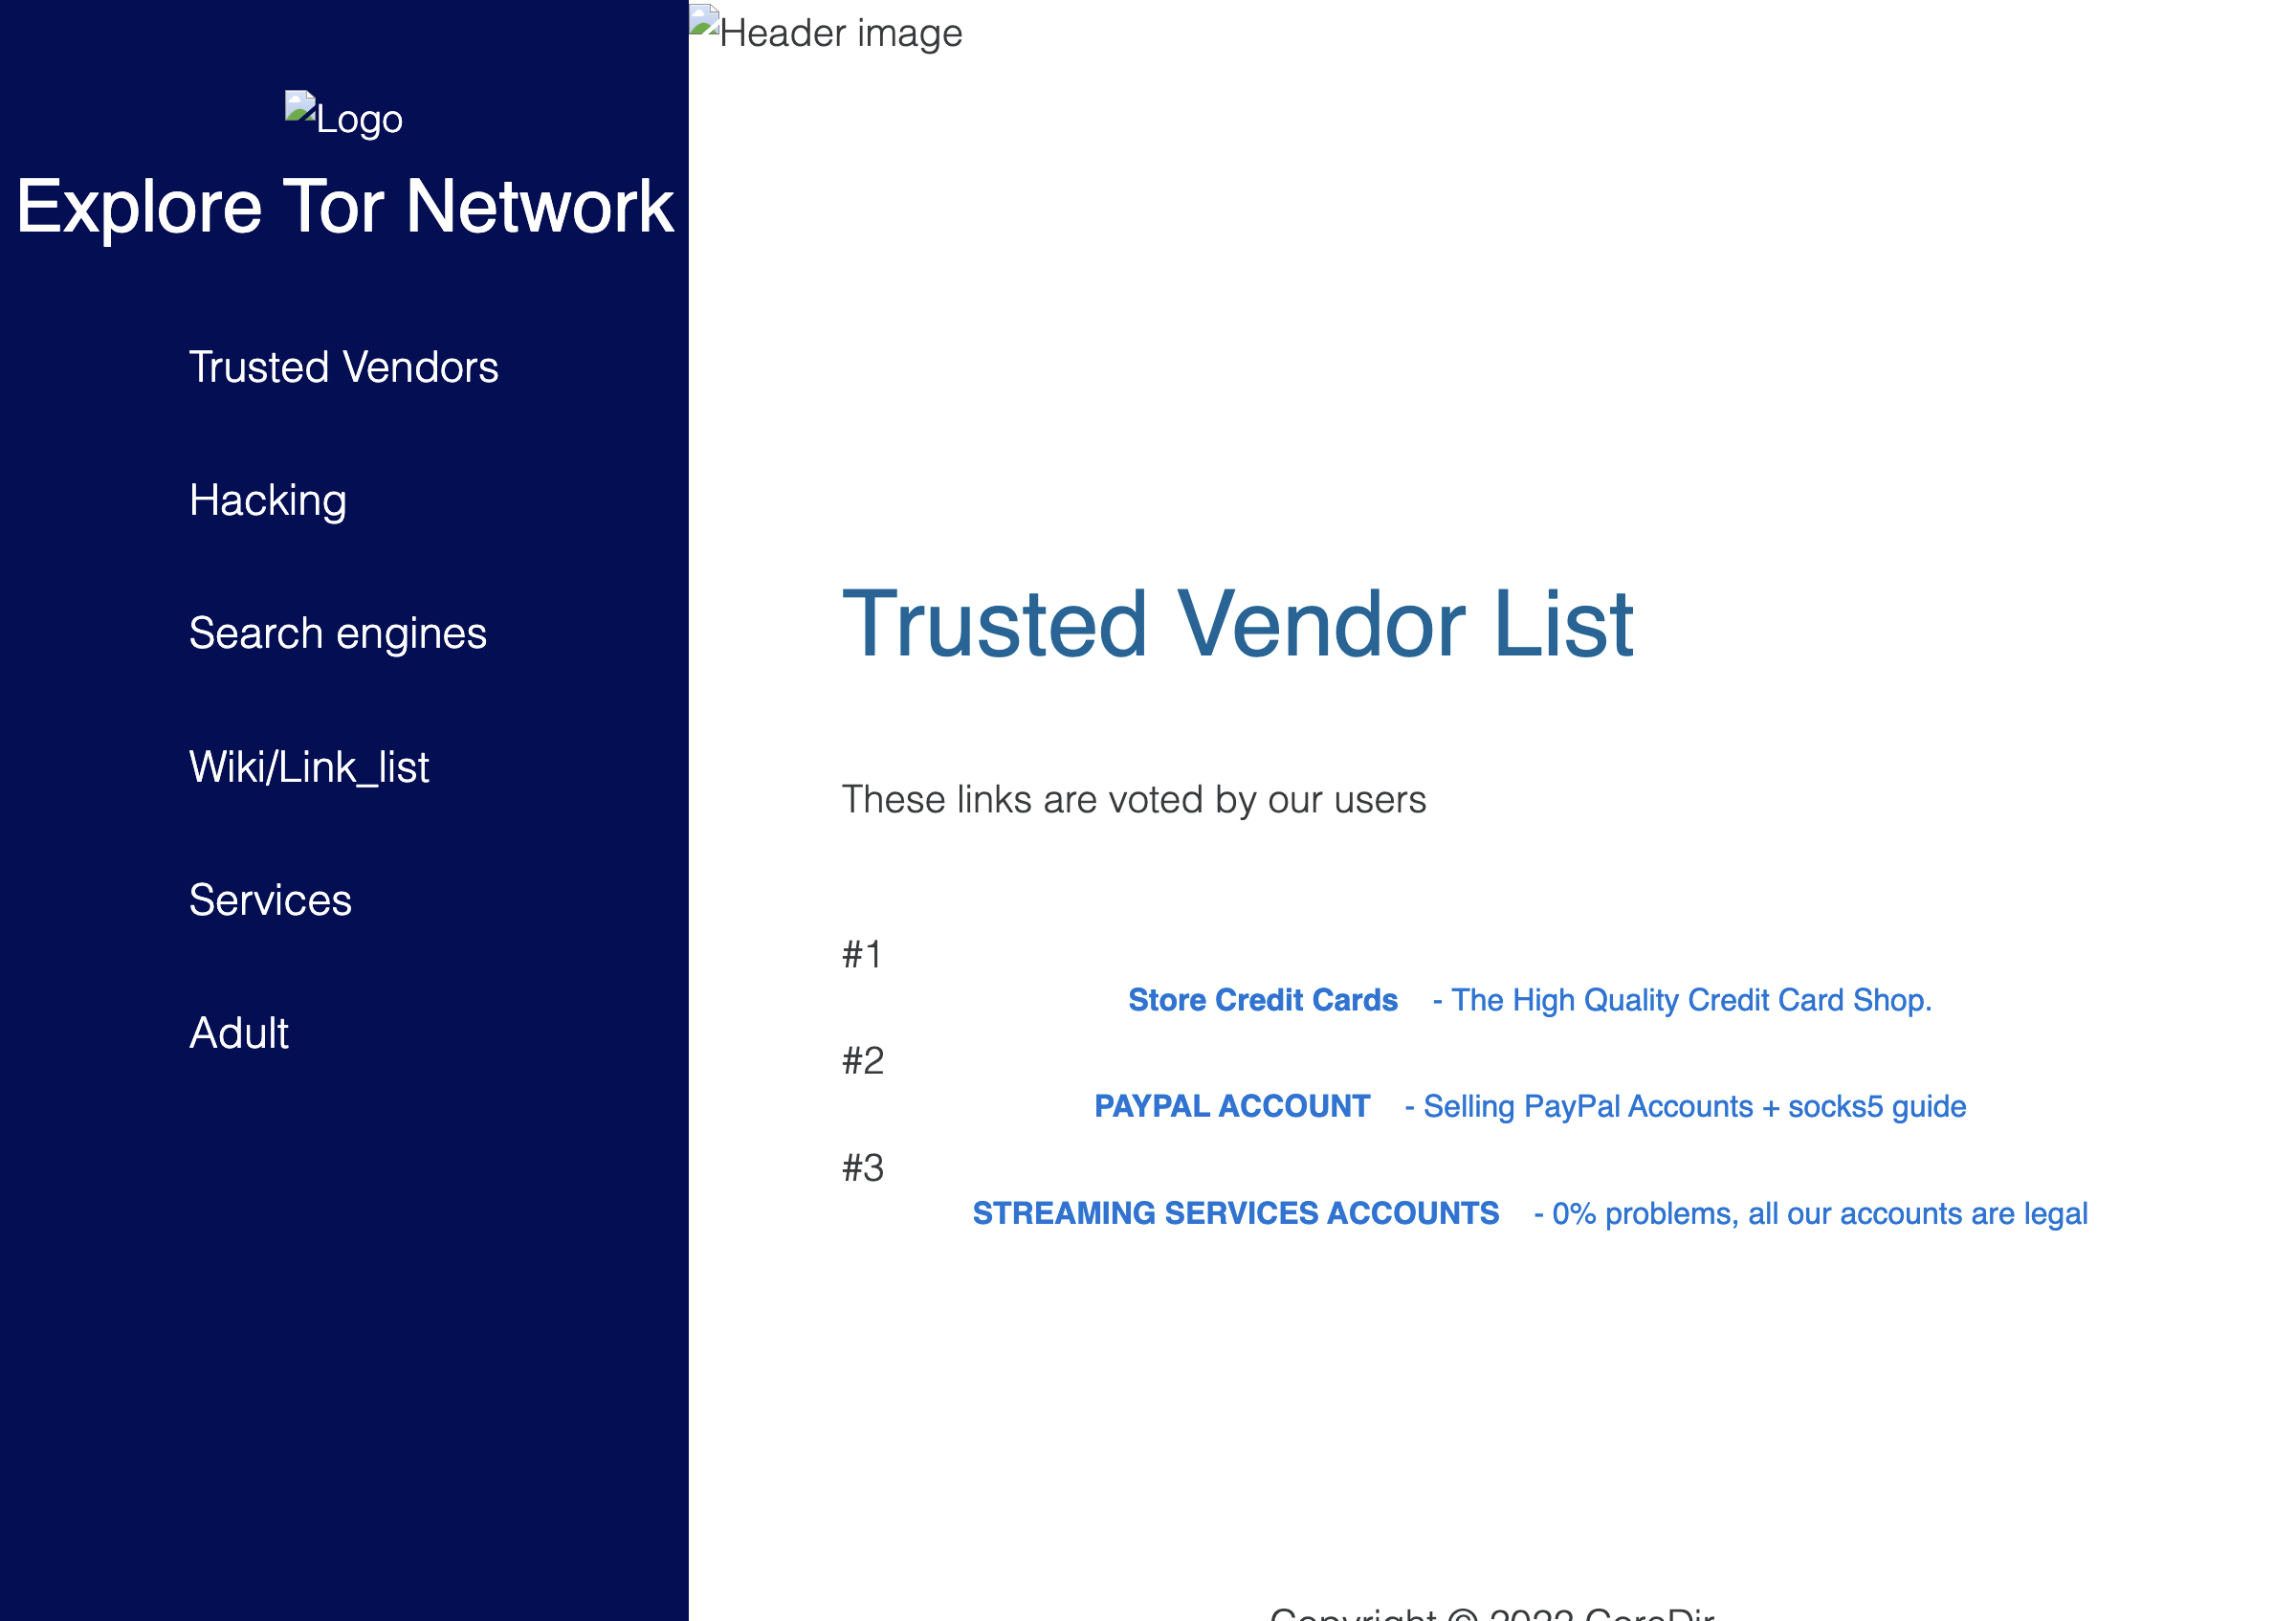 Header image
Logo
Explore Tor Network
Trusted Vendors
Hacking
Search engines
Wiki/Link_list
Services
Adult
Trusted Vendor List
These links are voted by our users
#1
Store Credit Cards - The High Quality Credit Card Shop.
#2
PAYPAL ACCOUNT - Selling PayPal Accounts + socks5 guide
#3
STREAMING SERVICES ACCOUNTS - 0% problems, all our accounts are legal
Copyright ©